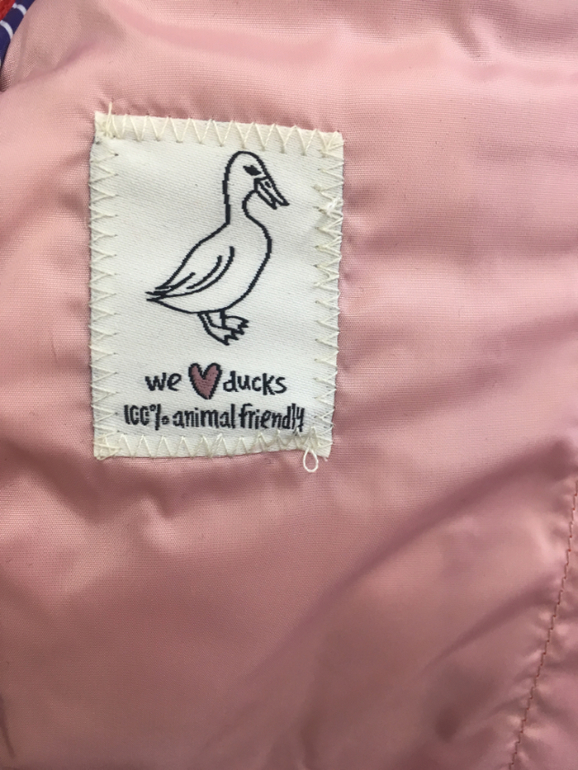 we ♥ ducks
100% animal friendly